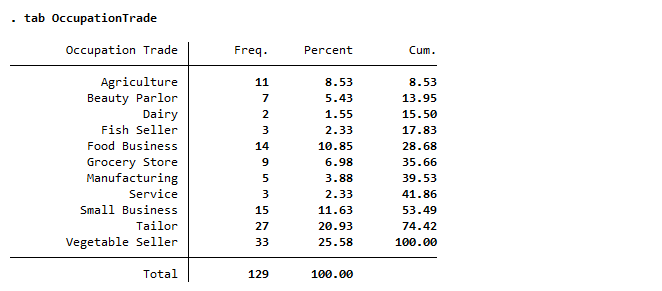 . tab OccupationTrade
Occupation Trade Freq. Percent Cum.
Agriculture 11 8.53 8.53
Beauty Parlor 7 5.43 13.95
Dairy 2 1.55 15.50
Fish Seller 3 2.33 17.83
Food Business 14 10.85 28.68
Grocery Store 9 6.98 35.66
Manufacturing 5 3.88 39.53
Service 3 2.33 41.86
Small Business 15 11.63 53.49
Tailor 27 20.93 74.42
Vegetable Seller 33 25.58 100.00
Total 129 100.00